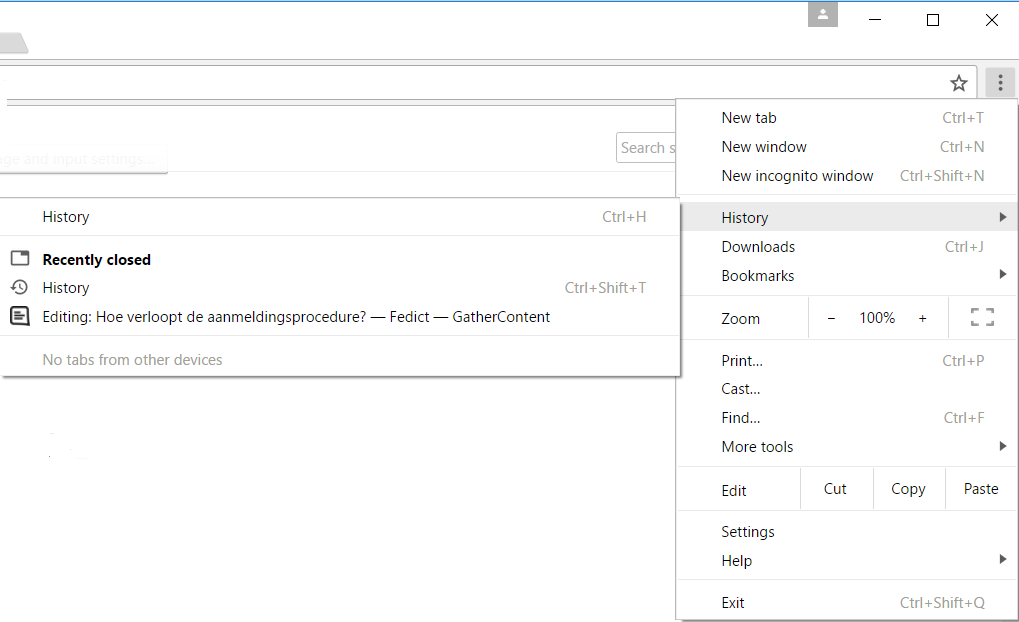 ge and input settings...
Search s
New tab Ctrl+T
New window Ctrl+N
New incognito window Ctrl+Shift+N
History
Downloads Ctrl+J
Bookmarks
Zoom − 100% +
Print... Ctrl+P
Cast...
Find... Ctrl+F
More tools
Edit Cut Copy Paste
Settings
Help
Exit Ctrl+Shift+Q
History Ctrl+H
Recently closed
History Ctrl+Shift+T
Editing: Hoe verloopt de aanmeldingsprocedure? — Fedict — GatherContent
No tabs from other devices